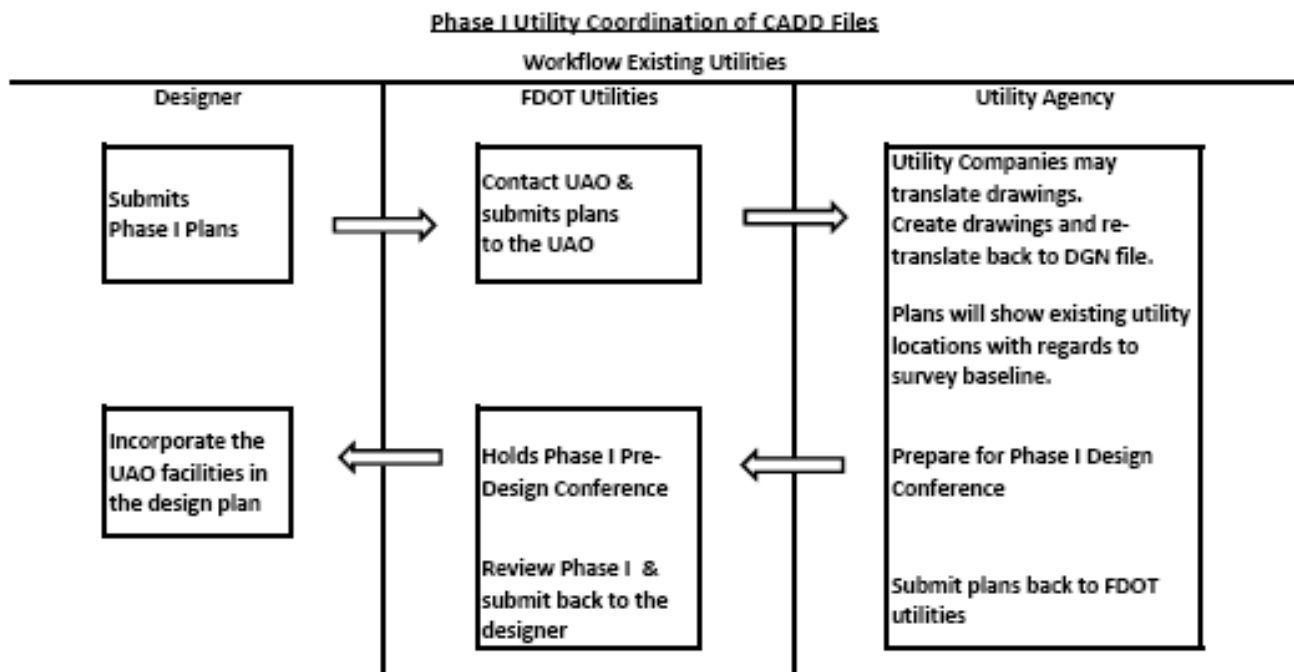 Phase I Utility Coordination of CADD Files
Workflow Existing Utilities
Designer
FDOT Utilities
Utility Agency
Submits
Phase I Plans
Contact UAO &
submits plans
to the UAO
Utility Companies may
translate drawings.
Create drawings and re-
translate back to DGN file.
Plans will show existing utility
locations with regards to
survey baseline.
Prepare for Phase I Design
Conference
Submit plans back to FDOT
utilities
Holds Phase I Pre-
Design Conference
Review Phase I &
submit back to the
designer
Incorporate the
UAO facilities in
the design plan